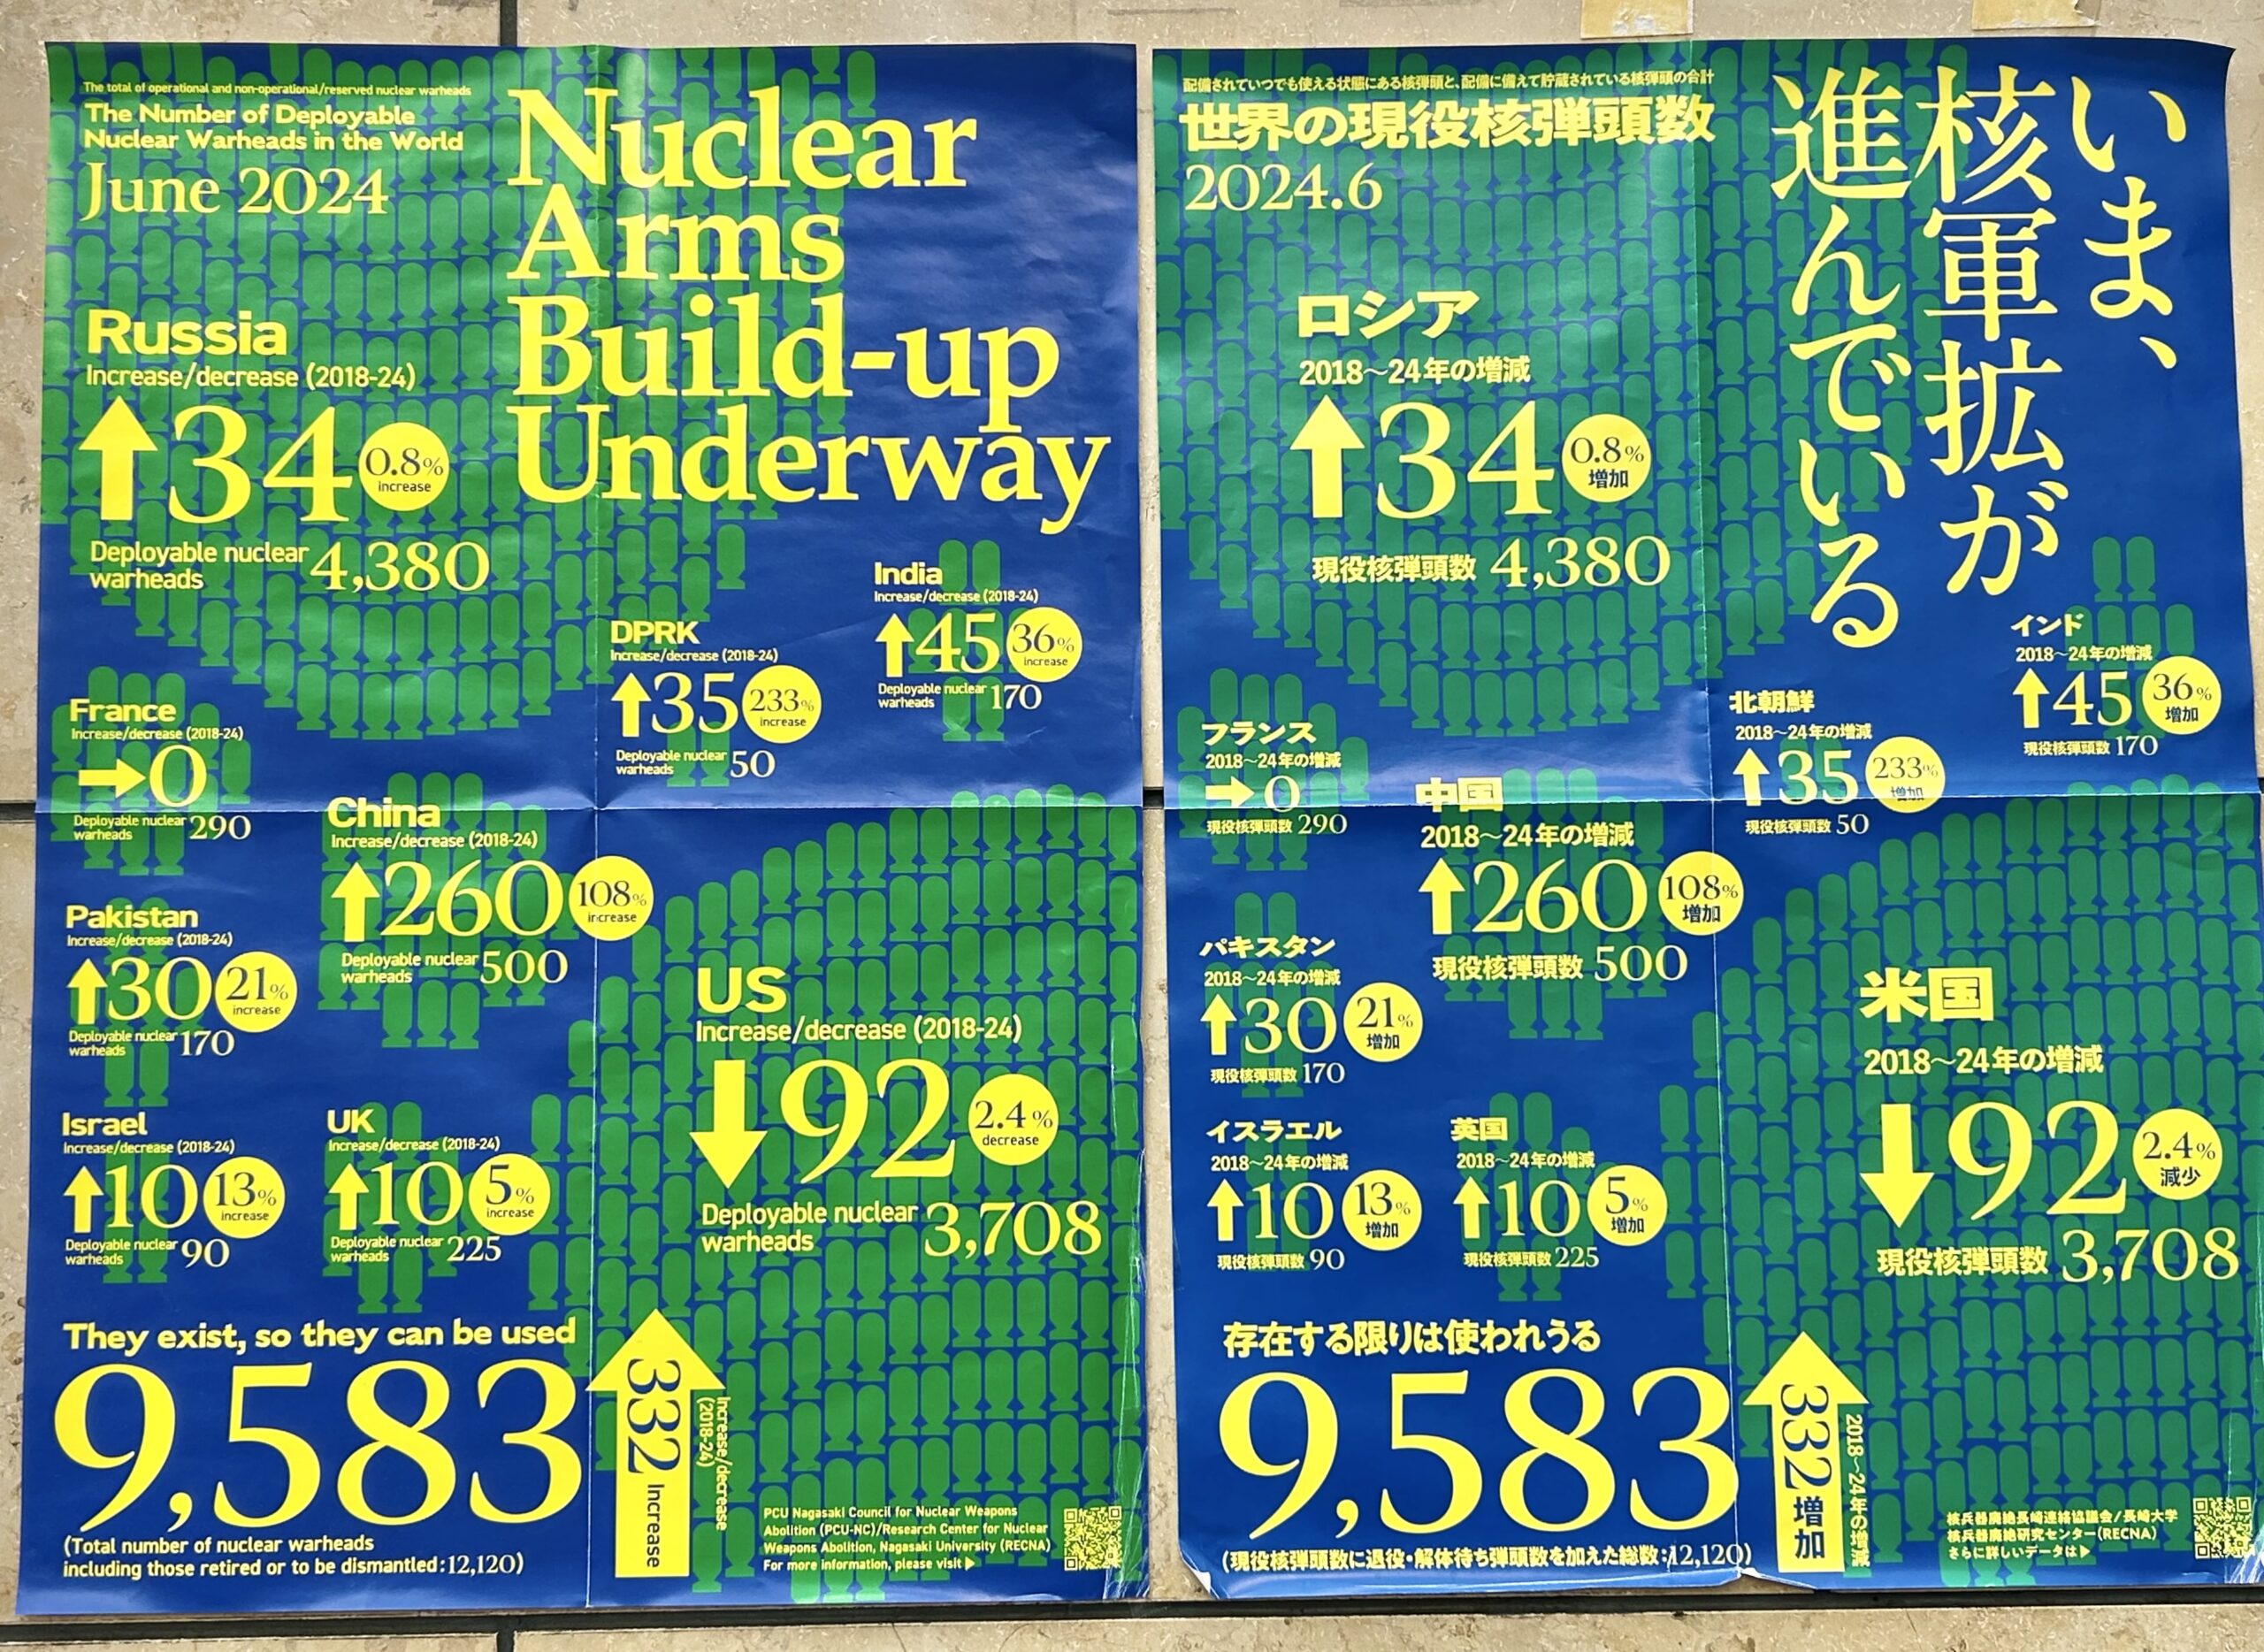 The total of operational and non-operational/reserved nuclear warheads
The Number of Deployable
Nuclear Warheads in the World
June 2024
Nuclear
Arms
Build-up
Underway
Russia
Increase/decrease (2018-24)
34
0.8%
increase
Deployable nuclear
warheads
4,380
India
Increase/decrease (2018-24)
45
36%
increase
Deployable nuclear
warheads
170
DPRK
Increase/decrease (2018-24)
35
233%
increase
Deployable nuclear
warheads
50
France
Increase/decrease (2018-24)
0
Deployable nuclear
warheads
290
China
Increase/decrease (2018-24)
260
108%
increase
Deployable nuclear
warheads
500
Pakistan
Increase/decrease (2018-24)
30
21%
increase
Deployable nuclear
warheads
170
US
Increase/decrease (2018-24)
92
2.4%
decrease
Deployable nuclear
warheads
3,708
Israel
Increase/decrease (2018-24)
10
13%
increase
Deployable nuclear
warheads
90
UK
Increase/decrease (2018-24)
10
5%
increase
Deployable nuclear
warheads
225
They exist, so they can be used
9,583
332 Increase
Increase/decrease
(2018-24)
(Total number of nuclear warheads
including those retired or to be dismantled:12,120)
PCU Nagasaki Council for Nuclear Weapons
Abolition (PCU-NC)/Research Center for Nuclear
Weapons Abolition, Nagasaki University (RECNA)
For more information, please visit▶
配備されていつでも使える状態にある核弾頭と、配備に備えて貯蔵されている核弾頭の合計
世界の現役核弾頭数
2024.6
いま、
核軍拡が
進んでいる
ロシア
2018〜24年の増減
34
0.8%
増加
現役核弾頭数 4,380
インド
2018〜24年の増減
45
36%
増加
現役核弾頭数 170
北朝鮮
2018〜24年の増減
35
233%
増加
現役核弾頭数 50
フランス
2018〜24年の増減
0
現役核弾頭数 290
中国
2018〜24年の増減
260
108%
増加
現役核弾頭数 500
パキスタン
2018〜24年の増減
30
21%
増加
現役核弾頭数 170
米国
2018〜24年の増減
92
2.4%
減少
現役核弾頭数 3,708
イスラエル
2018〜24年の増減
10
13%
増加
現役核弾頭数 90
英国
2018〜24年の増減
10
5%
増加
現役核弾頭数 225
存在する限りは使われうる
9,583
332 増加
2018〜24年の増減
(現役核弾頭数に退役・解体待ち弾頭数を加えた総数:12,120)
核兵器廃絶長崎連絡協議会/長崎大学
核兵器廃絶研究センター(RECNA)
さらに詳しいデータは▶